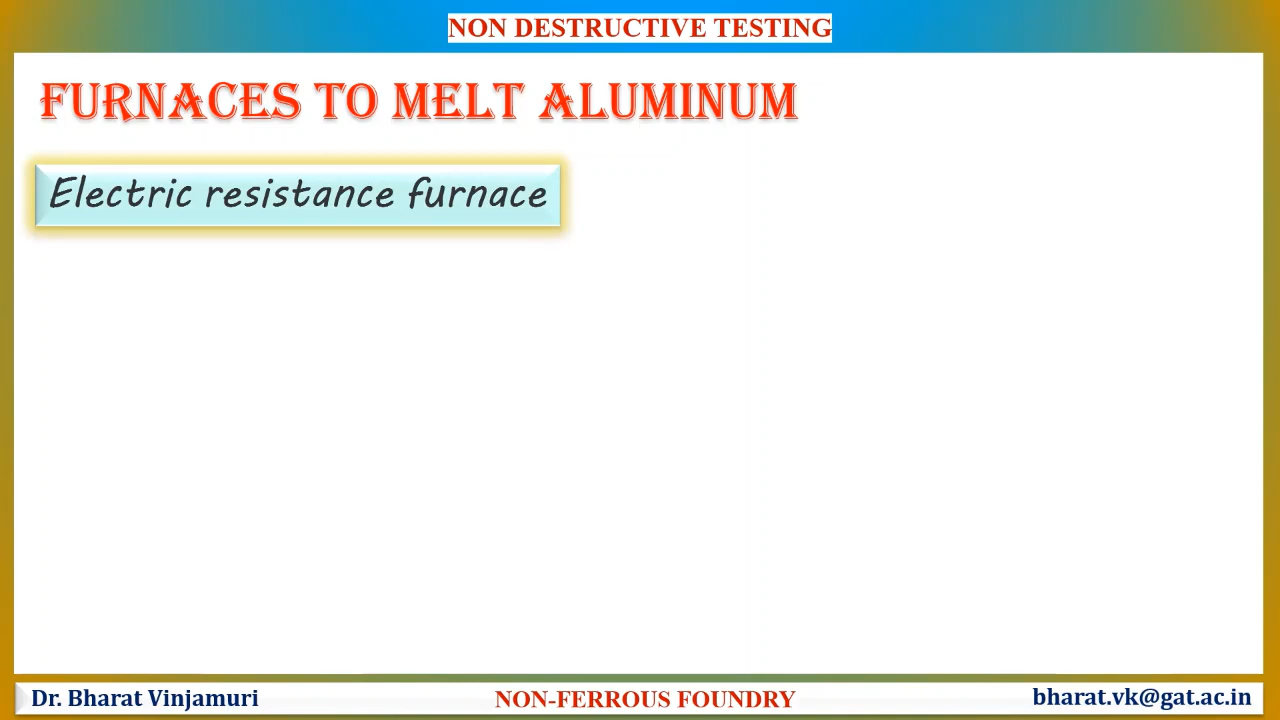 NON DESTRUCTIVE TESTING
FURNACES TO MELT ALUMINUM
Electric resistance furnace
Dr. Bharat Vinjamuri
NON-FERROUS FOUNDRY
bharat.vk@gat.ac.in